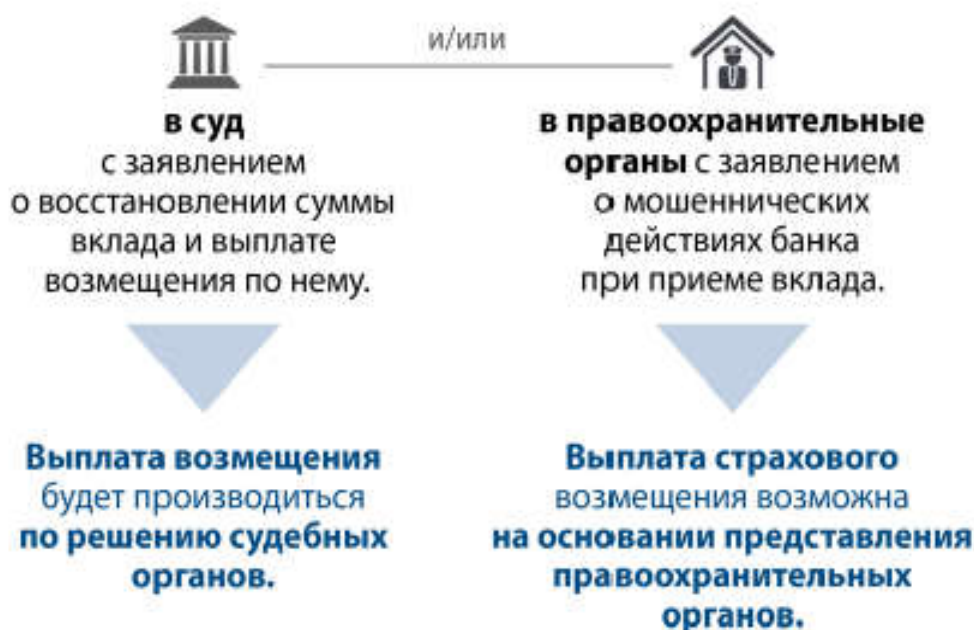 и/или
в суд
с заявлением
о восстановлении суммы
вклада и выплате
возмещения по нему.
Выплата возмещения
будет производиться
по решению судебных
органов.
в правоохранительные
органы с заявлением
о мошеннических
действиях банка
при приеме вклада.
Выплата страхового
возмещения возможна
на основании представления
правоохранительных
органов.